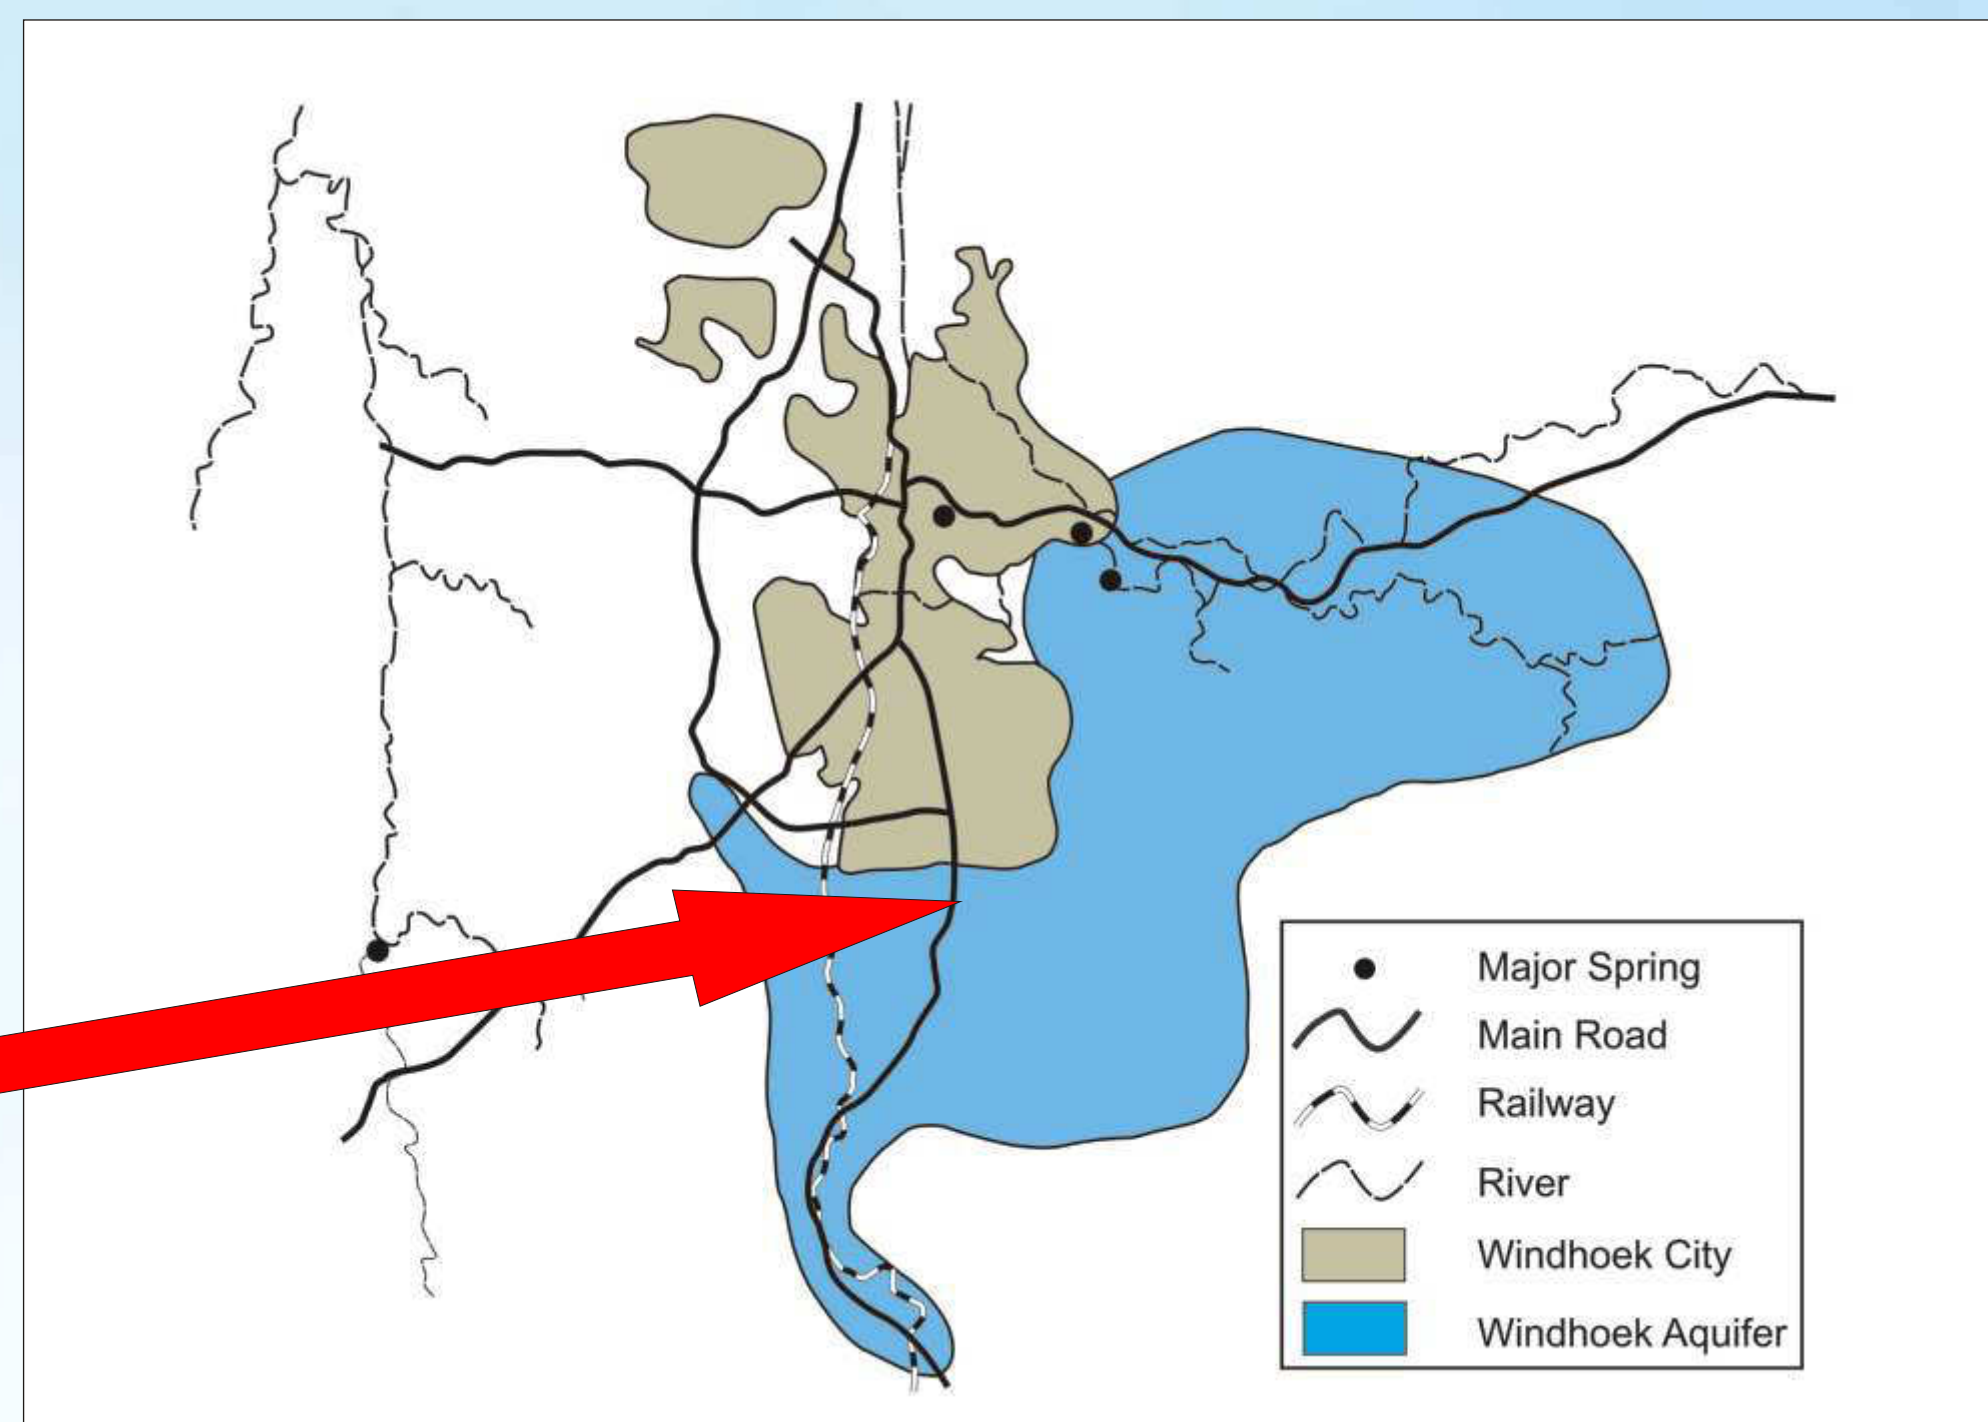 Major Spring
Main Road
Railway
River
Windhoek City
Windhoek Aquifer